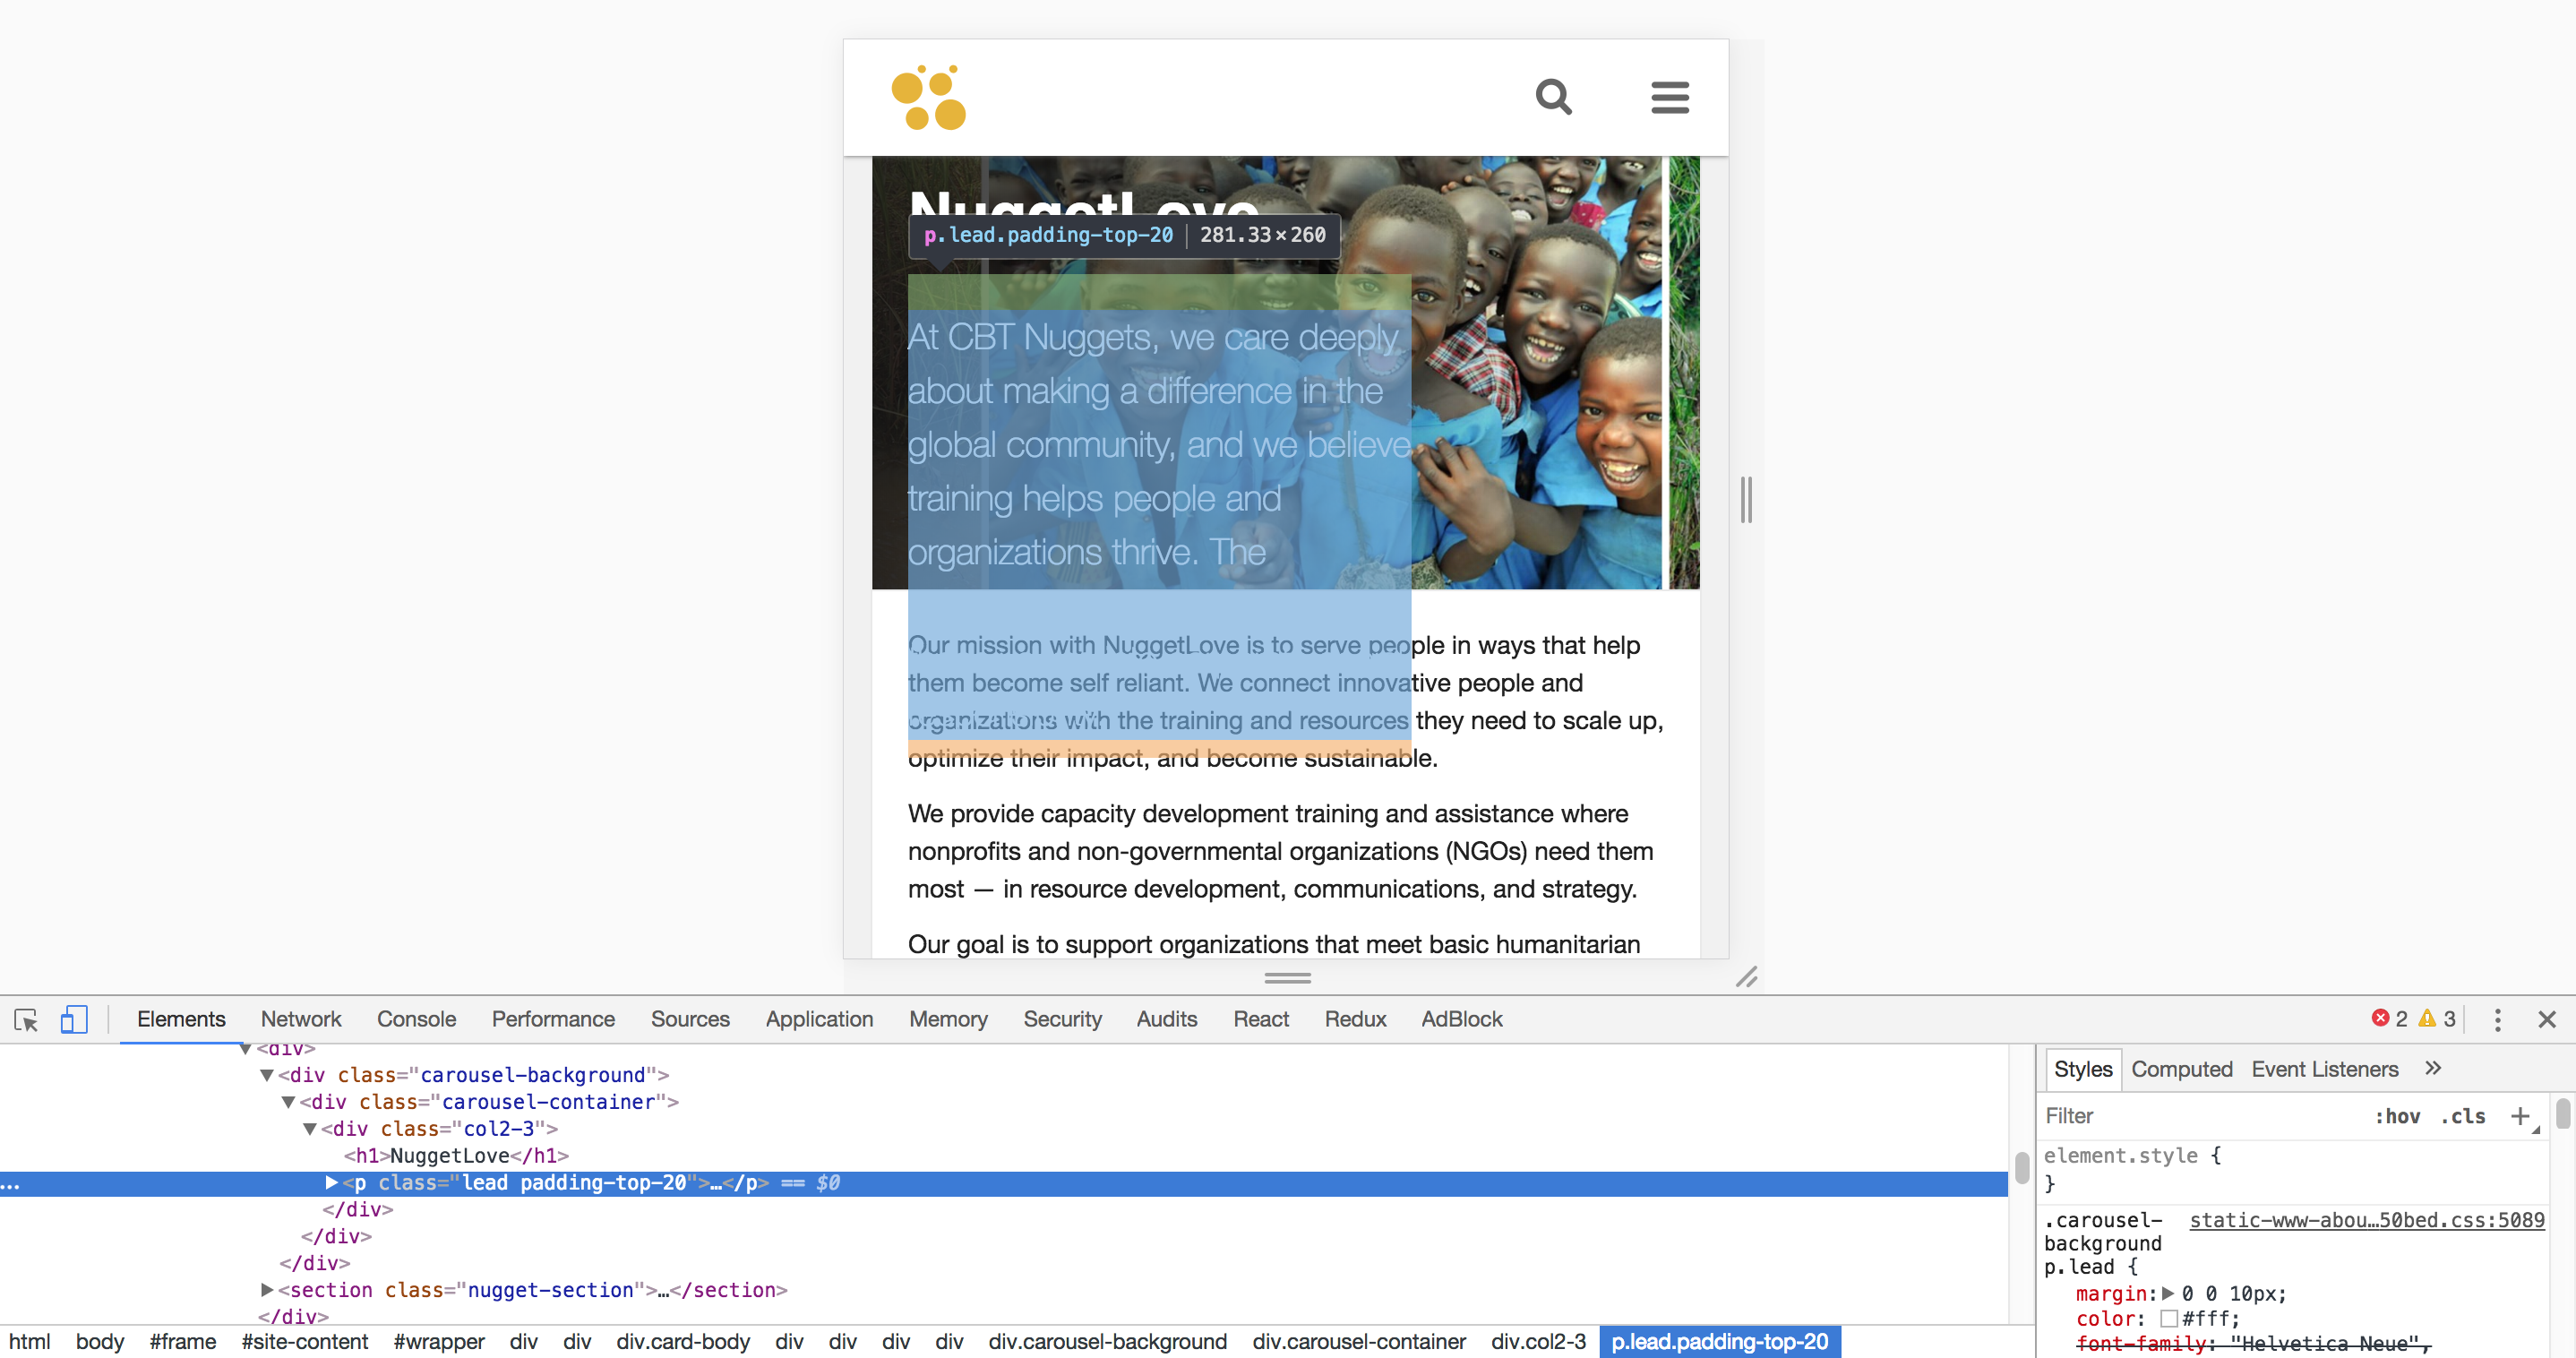 NuggetLove
p.lead.padding-top-20 281.33×260
At CBT Nuggets, we care deeply
about making a difference in the
global community, and we believe
training helps people and
organizations thrive. The
Our mission with NuggetLove is to serve people in ways that help
them become self reliant. We connect innovative people and
organizations with the training and resources they need to scale up,
optimize their impact, and become sustainable.
We provide capacity development training and assistance where
nonprofits and non-governmental organizations (NGOs) need them
most — in resource development, communications, and strategy.
Our goal is to support organizations that meet basic humanitarian
Elements Network Console Performance Sources Application Memory Security Audits React Redux AdBlock 2 3
<div>
<div class="carousel-background">
<div class="carousel-container">
<div class="col2-3">
<h1>NuggetLove</h1>
… <p class="lead padding-top-20">…</p> == $0
</div>
</div>
</div>
<section class="nugget-section">…</section>
</div>
html body #frame #site-content #wrapper div div div.card-body div div div div div.carousel-background div.carousel-container div.col2-3 p.lead.padding-top-20
Styles Computed Event Listeners »
Filter :hov .cls +
element.style {
}
.carousel- static-www-abou…50bed.css:5089
background
p.lead {
margin: 0 0 10px;
color: #fff;
font-family: "Helvetica Neue",